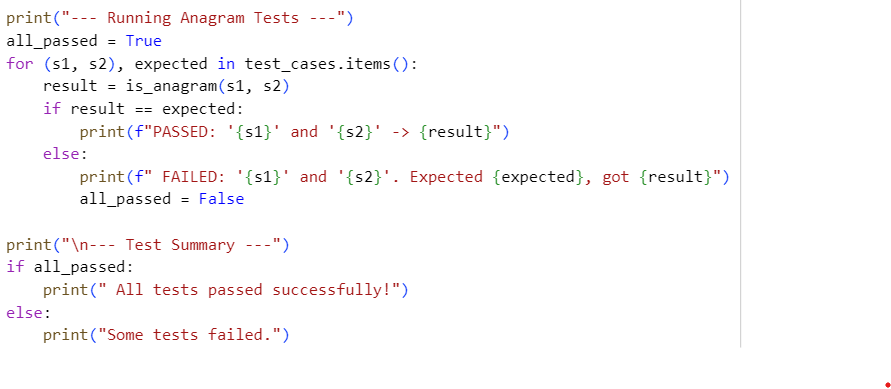 print("--- Running Anagram Tests ---")
all_passed = True
for (s1, s2), expected in test_cases.items():
    result = is_anagram(s1, s2)
    if result == expected:
        print(f"PASSED: '{s1}' and '{s2}' -> {result}")
    else:
        print(f" FAILED: '{s1}' and '{s2}'. Expected {expected}, got {result}")
        all_passed = False

print("\n--- Test Summary ---")
if all_passed:
    print(" All tests passed successfully!")
else:
    print("Some tests failed.")